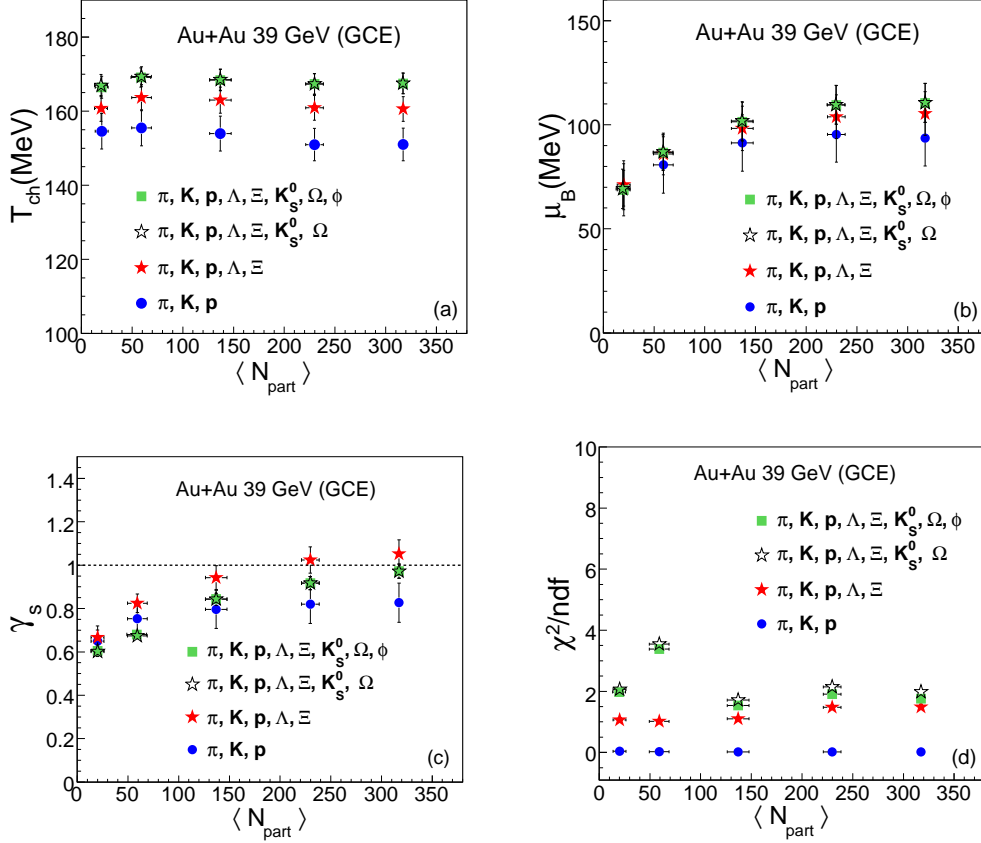 180
160
140
120
100
T_ch(MeV)
Au+Au 39 GeV (GCE)
π, K, p, Λ, Ξ, K_S^0, Ω, ϕ
π, K, p, Λ, Ξ, K_S^0, Ω
π, K, p, Λ, Ξ
π, K, p
(a)
0 50 100 150 200 250 300 350
⟨ N_part ⟩
150
100
50
0
μ_B(MeV)
Au+Au 39 GeV (GCE)
π, K, p, Λ, Ξ, K_S^0, Ω, ϕ
π, K, p, Λ, Ξ, K_S^0, Ω
π, K, p, Λ, Ξ
π, K, p
(b)
0 50 100 150 200 250 300 350
⟨ N_part ⟩
1.4
1.2
1
0.8
0.6
0.4
0.2
0
γ_s
Au+Au 39 GeV (GCE)
π, K, p, Λ, Ξ, K_S^0, Ω, ϕ
π, K, p, Λ, Ξ, K_S^0, Ω
π, K, p, Λ, Ξ
π, K, p
(c)
0 50 100 150 200 250 300 350
⟨ N_part ⟩
10
8
6
4
2
0
χ²/ndf
Au+Au 39 GeV (GCE)
π, K, p, Λ, Ξ, K_S^0, Ω, ϕ
π, K, p, Λ, Ξ, K_S^0, Ω
π, K, p, Λ, Ξ
π, K, p
(d)
0 50 100 150 200 250 300 350
⟨ N_part ⟩